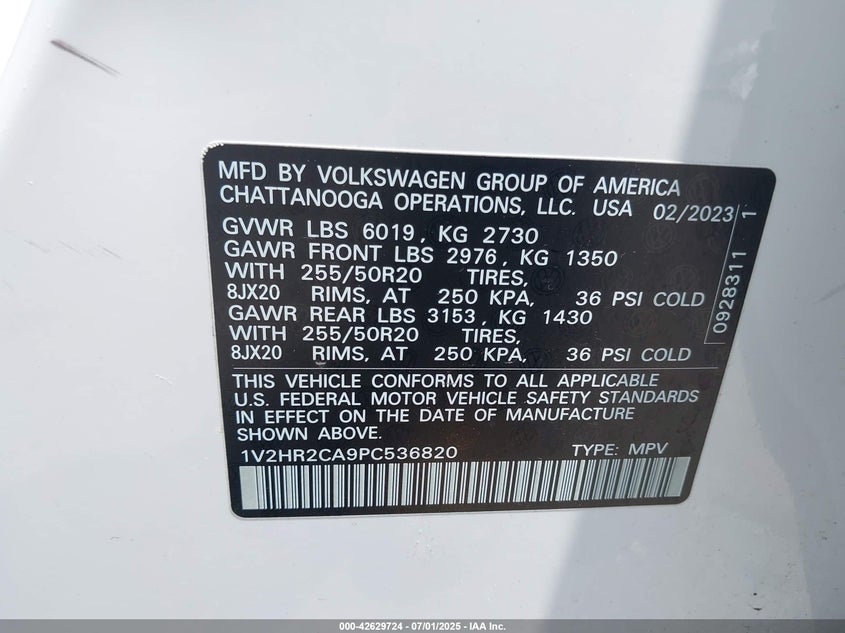 MFD BY VOLKSWAGEN GROUP OF AMERICA
CHATTANOOGA OPERATIONS, LLC. USA 02/2023
GVWR LBS 6019, KG 2730
GAWR FRONT LBS 2976, KG 1350
WITH 255/50R20 TIRES,
8JX20 RIMS, AT 250 KPA, 36 PSI COLD
GAWR REAR LBS 3153, KG 1430
WITH 255/50R20 TIRES,
8JX20 RIMS, AT 250 KPA, 36 PSI COLD
THIS VEHICLE CONFORMS TO ALL APPLICABLE
U.S. FEDERAL MOTOR VEHICLE SAFETY STANDARDS
IN EFFECT ON THE DATE OF MANUFACTURE
SHOWN ABOVE.
1V2HR2CA9PC536820 TYPE: MPV
0928311 1
000-42629724 - 07/01/2025 - IAA Inc.